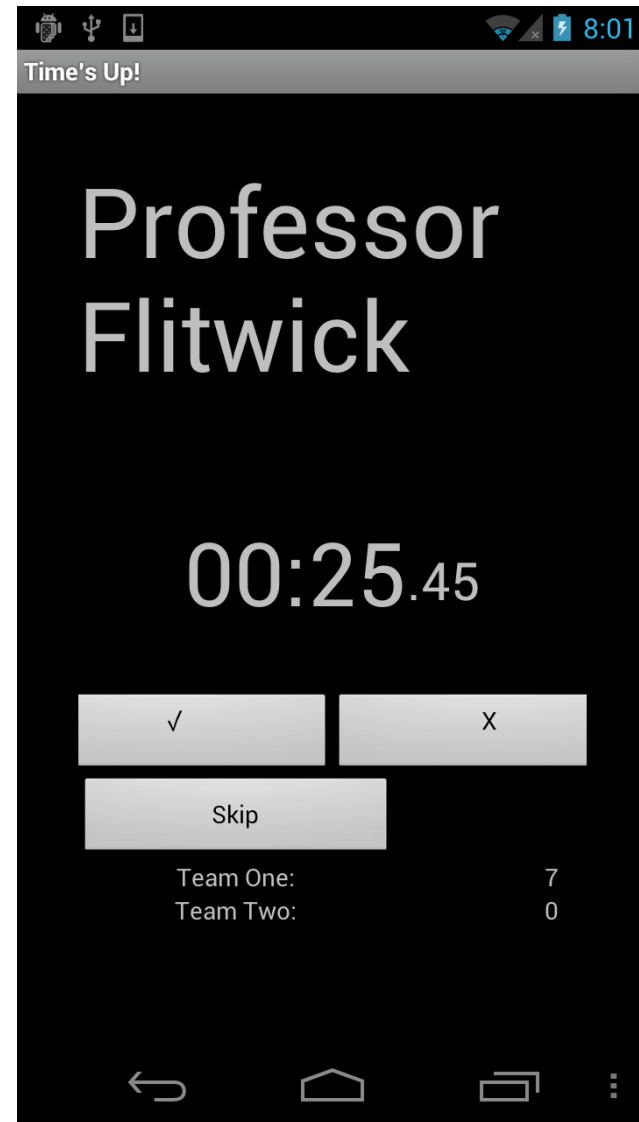 8:01
Time's Up!
Professor
Flitwick
00:25.45
√ X
Skip
Team One: 7
Team Two: 0